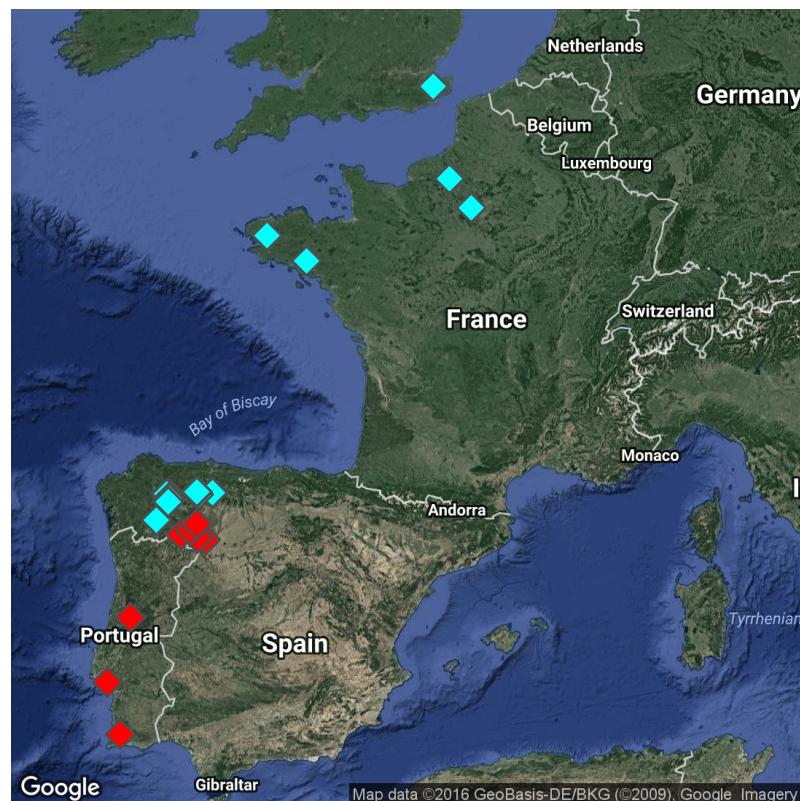 Netherlands
Germany
Belgium
Luxembourg
Switzerland
France
Bay of Biscay
Monaco
Andorra
I
Tyrrhenian
Portugal
Spain
Gibraltar
Google
Map data ©2016 GeoBasis-DE/BKG (©2009), Google Imagery